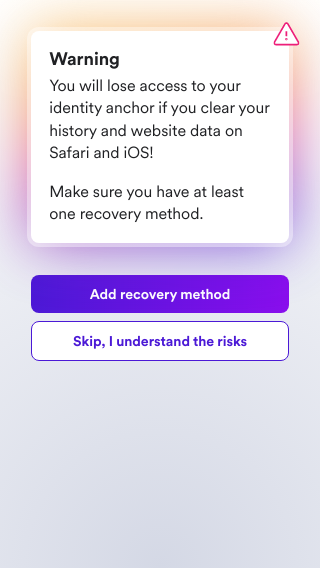 Warning
You will lose access to your
identity anchor if you clear your
history and website data on
Safari and iOS!
Make sure you have at least
one recovery method.
Add recovery method
Skip, I understand the risks